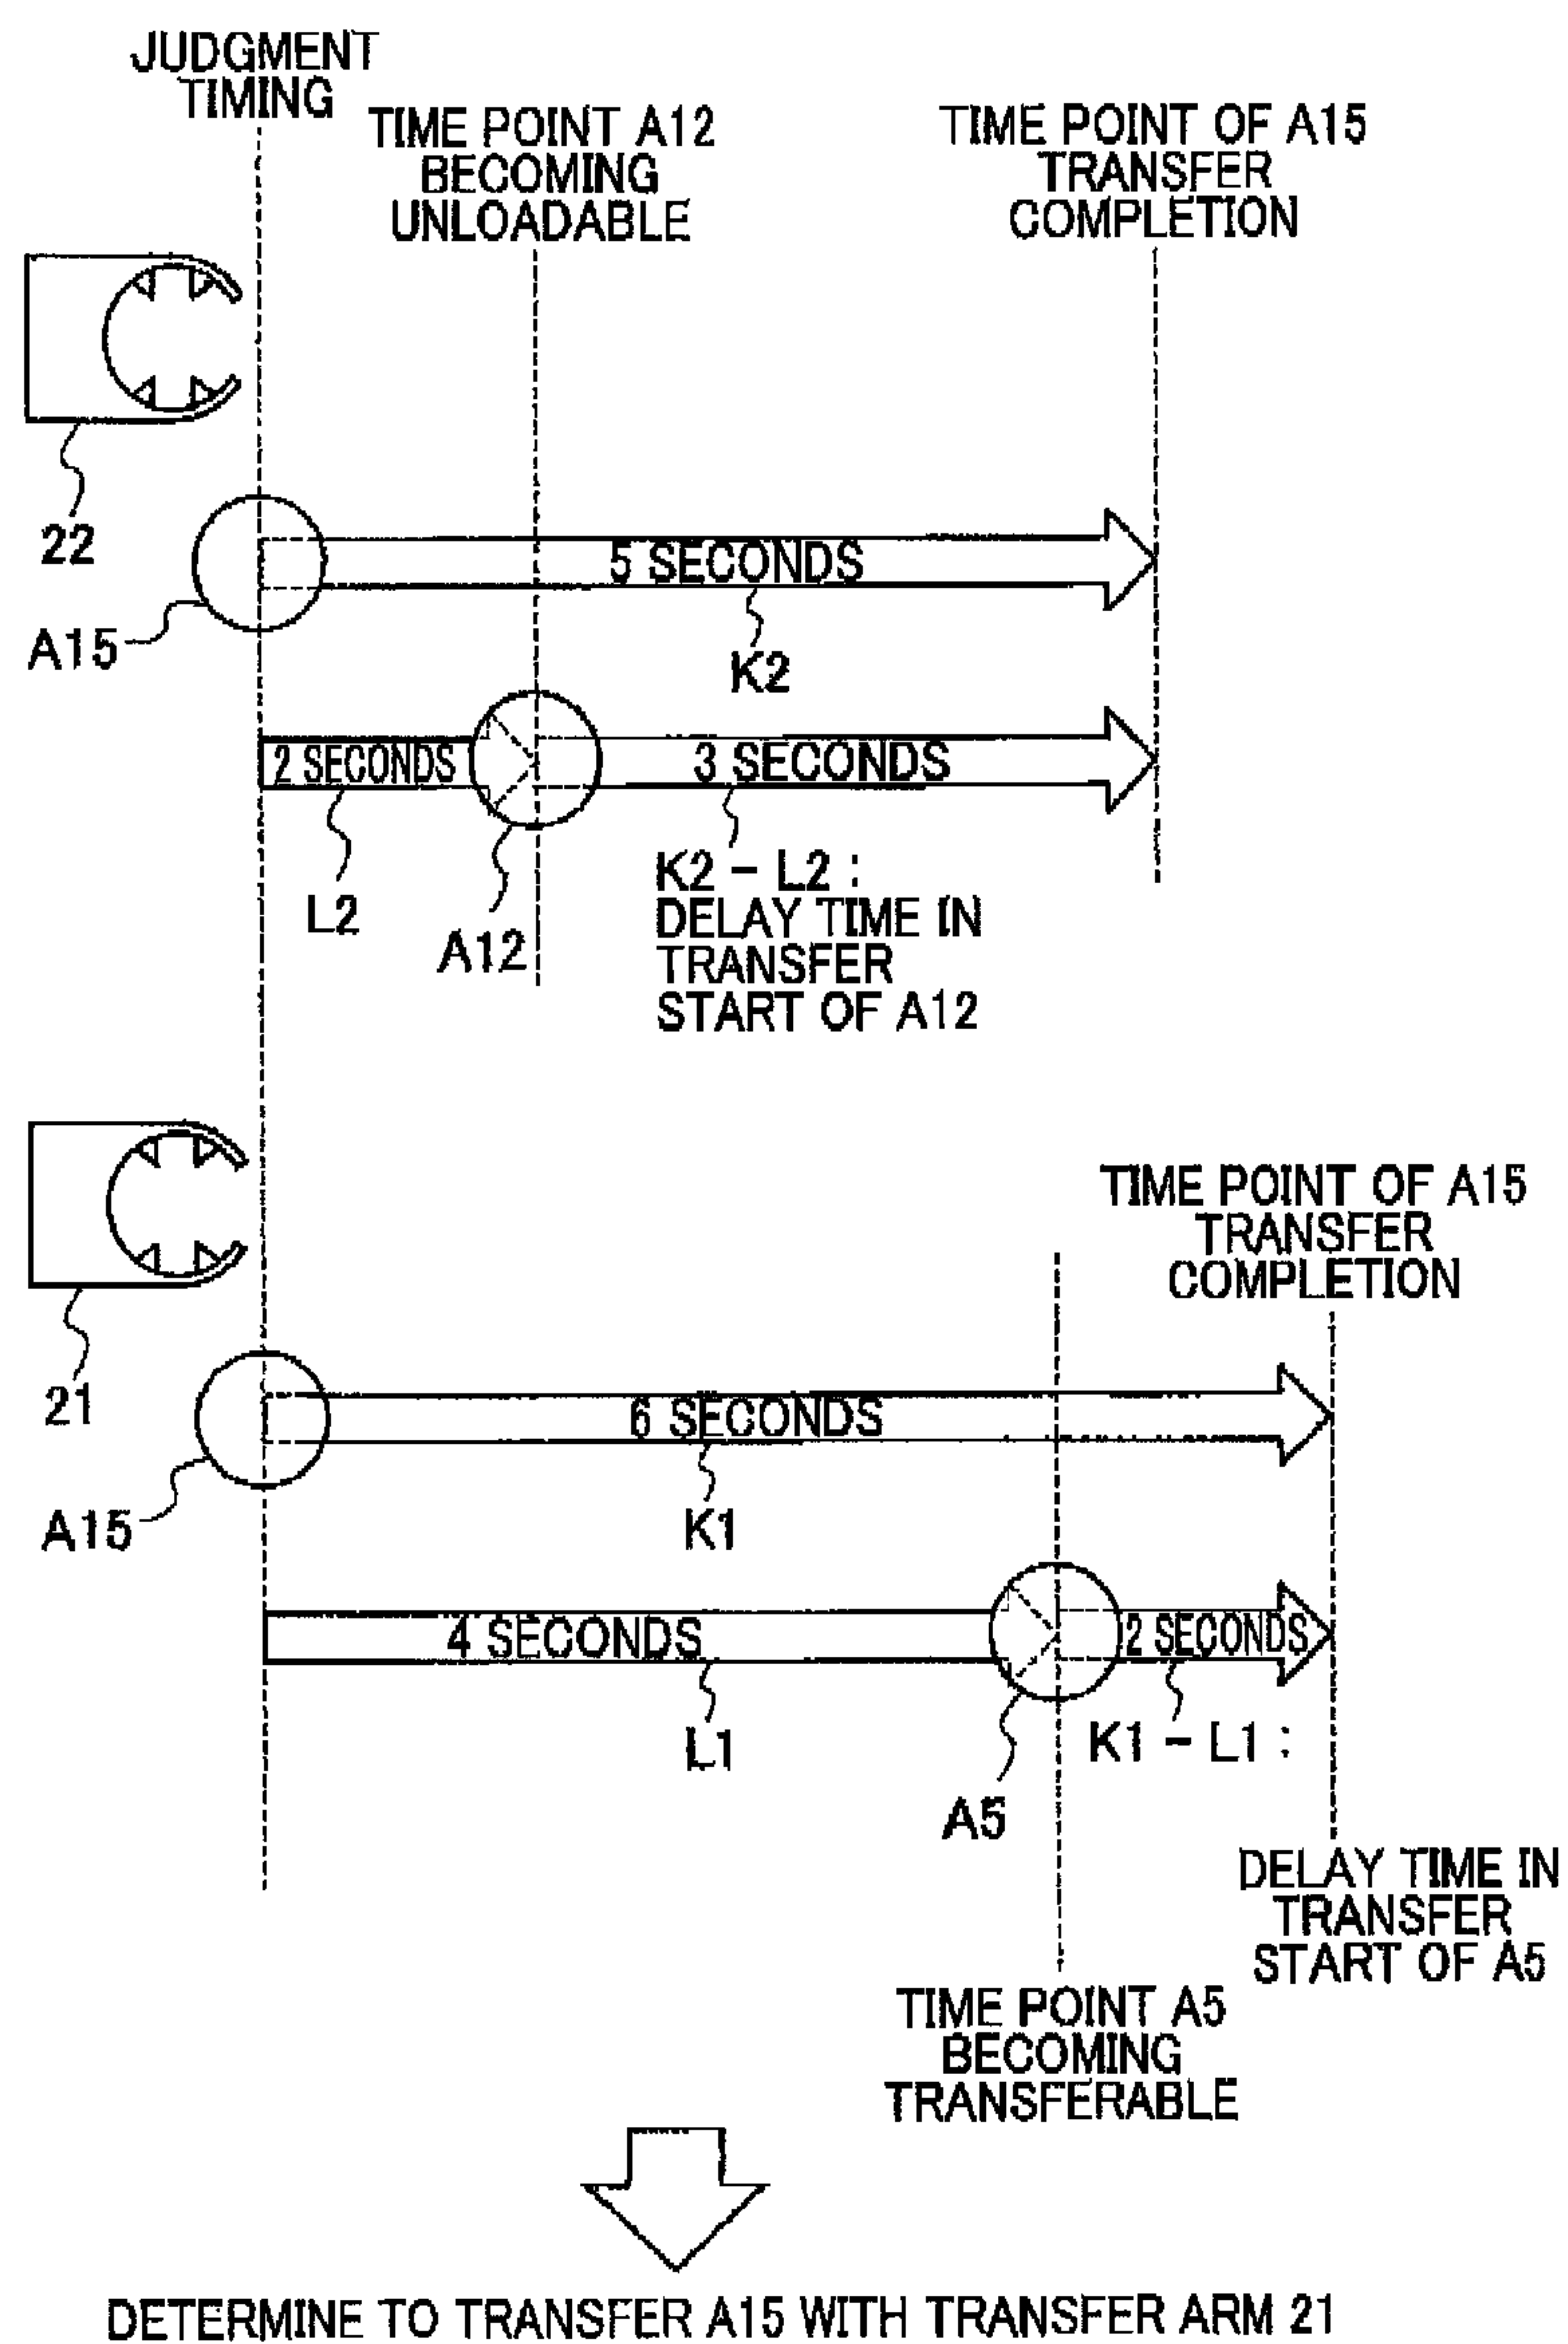 JUDGMENT
TIMING
TIME POINT A12
BECOMING
UNLOADABLE
TIME POINT OF A15
TRANSFER
COMPLETION
22
5 SECONDS
A15
K2
2 SECONDS
3 SECONDS
L2
A12
K2 - L2 :
DELAY TIME IN
TRANSFER
START OF A12
TIME POINT OF A15
TRANSFER
COMPLETION
21
6 SECONDS
A15
K1
4 SECONDS
2 SECONDS
L1
K1 - L1 :
A5
DELAY TIME IN
TRANSFER
START OF A5
TIME POINT A5
BECOMING
TRANSFERABLE
DETERMINE TO TRANSFER A15 WITH TRANSFER ARM 21